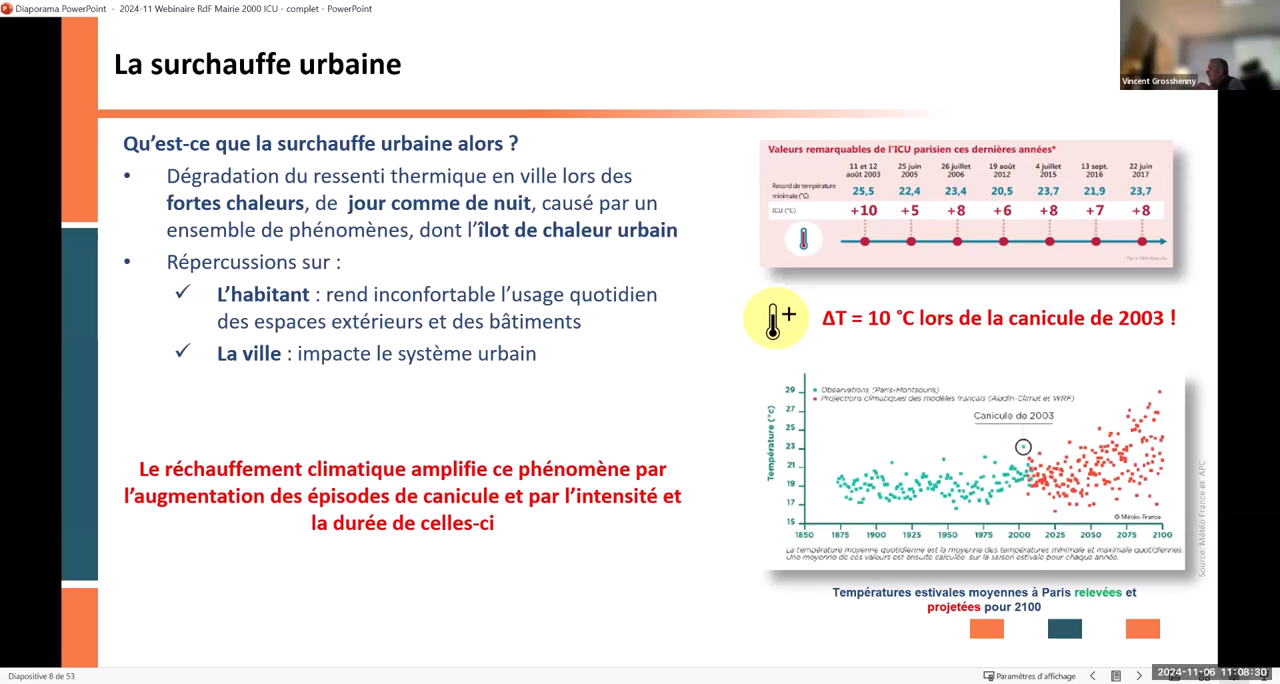 Diaporama PowerPoint - 2024-11 Webinaire RdF Mairie 2000 ICU - complet - PowerPoint
Vincent Grosshenny
La surchauffe urbaine
Qu’est-ce que la surchauffe urbaine alors ?
• Dégradation du ressenti thermique en ville lors des
fortes chaleurs, de jour comme de nuit, causé par un
ensemble de phénomènes, dont l’îlot de chaleur urbain
• Répercussions sur :
✓ L’habitant : rend inconfortable l’usage quotidien
des espaces extérieurs et des bâtiments
✓ La ville : impacte le système urbain
Le réchauffement climatique amplifie ce phénomène par
l’augmentation des épisodes de canicule et par l’intensité et
la durée de celles-ci
Valeurs remarquables de l’ICU parisien ces dernières années*
11 et 12 25 juin 26 juillet 19 août 4 juillet 13 sept. 22 juin
août 2003 2005 2006 2012 2015 2016 2017
Record de température
minimale (°C) 25,5 22,4 23,4 20,5 23,7 21,9 23,7
ICU (°C) +10 +5 +8 +6 +8 +7 +8
* Paris-Montsouris
ΔT = 10 °C lors de la canicule de 2003 !
Observations (Paris-Montsouris)
Projections climatiques des modèles français (Aladin-Climat et WRF)
Canicule de 2003
Température (°c)
29
27
25
23
21
19
17
15
© Météo-France
1850 1875 1900 1925 1950 1975 2000 2025 2050 2075 2100
La température moyenne quotidienne est la moyenne des températures minimale et maximale quotidiennes.
Une moyenne de ces valeurs est ensuite calculée sur la saison estivale pour chaque année.
Source: Météo France et APC
Températures estivales moyennes à Paris relevées et
projetées pour 2100
Diapositive 8 de 53
Paramètres d'affichage
2024-11-06 11:08:30